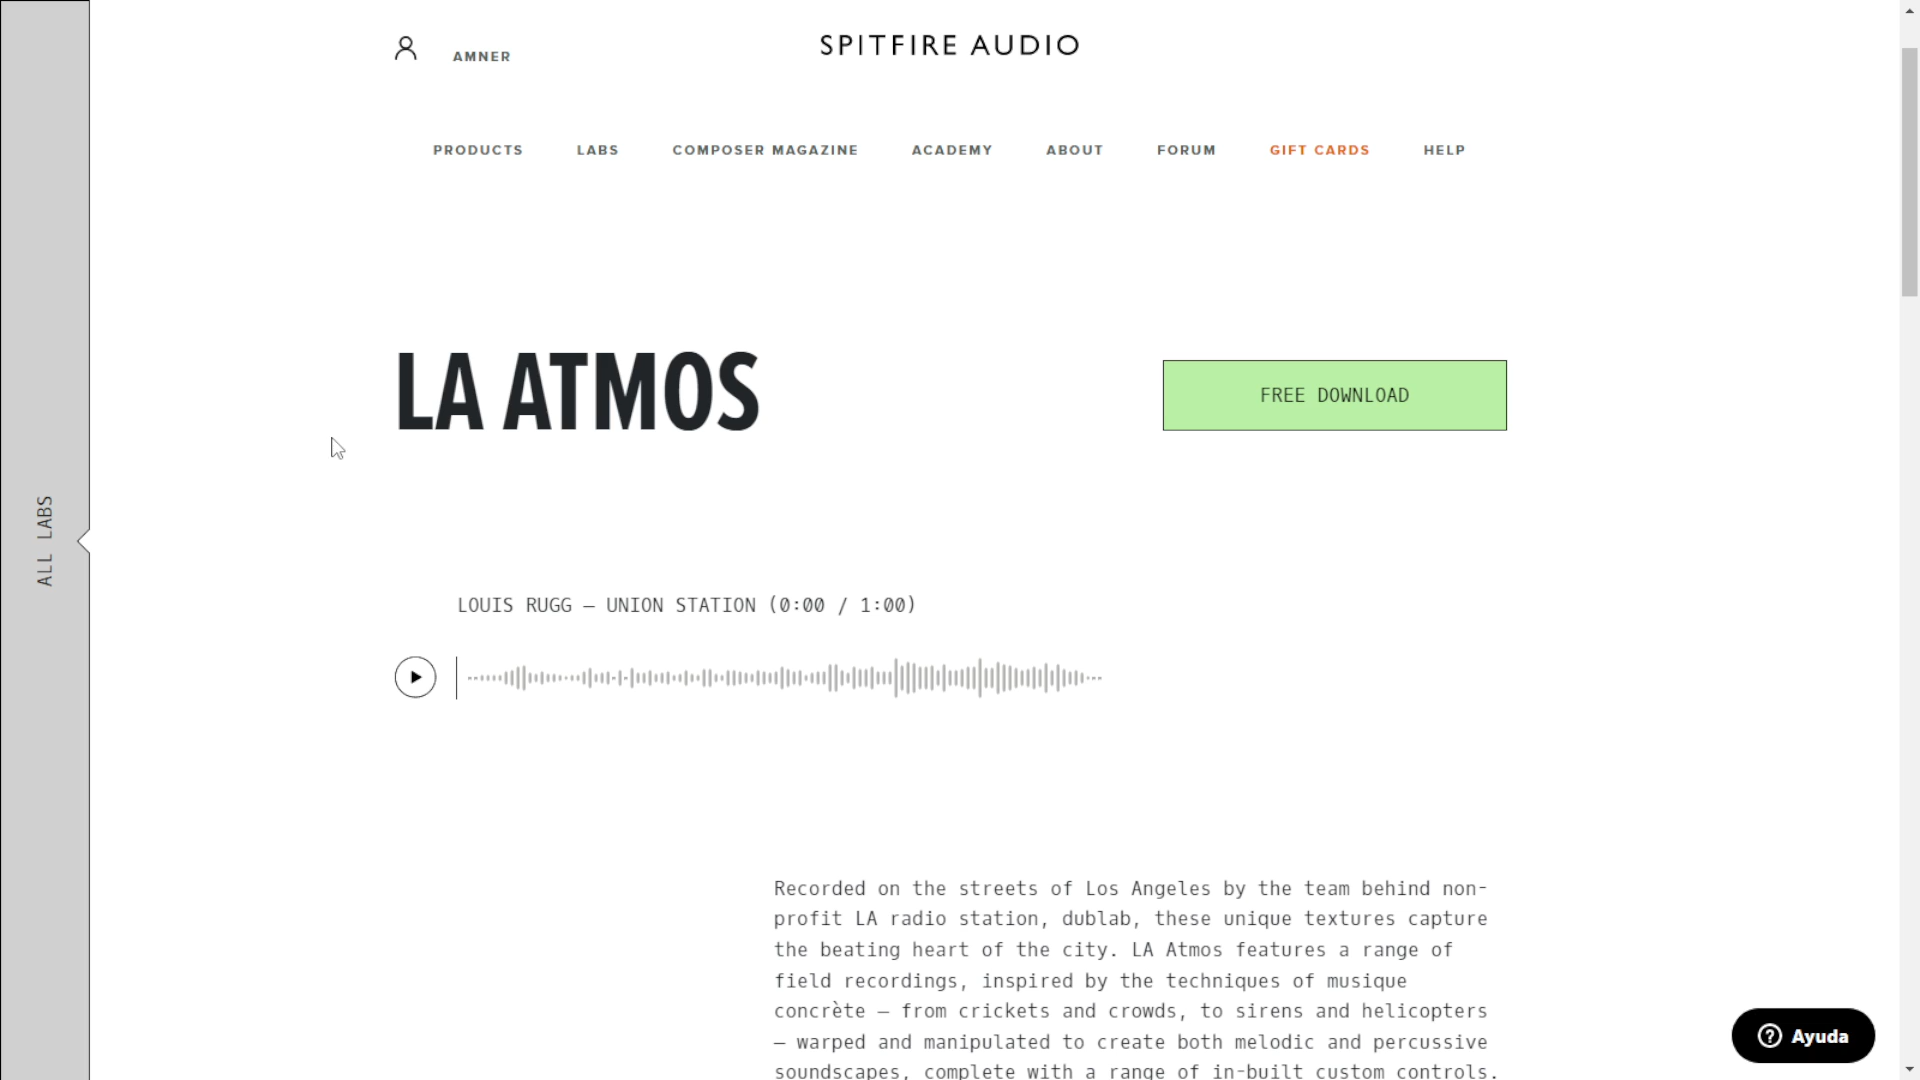 AMNER
SPITFIRE AUDIO
PRODUCTS
LABS
COMPOSER MAGAZINE
ACADEMY
ABOUT
FORUM
GIFT CARDS
HELP
LA ATMOS
FREE DOWNLOAD
ALL LABS
LOUIS RUGG – UNION STATION (0:00 / 1:00)
Recorded on the streets of Los Angeles by the team behind non-
profit LA radio station, dublab, these unique textures capture
the beating heart of the city. LA Atmos features a range of
field recordings, inspired by the techniques of musique
concrète – from crickets and crowds, to sirens and helicopters
– warped and manipulated to create both melodic and percussive
soundscapes, complete with a range of in-built custom controls.
Ayuda